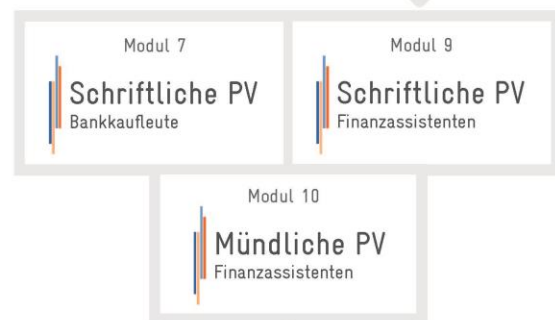 Modul 7
Schriftliche PV
Bankkaufleute
Modul 9
Schriftliche PV
Finanzassistenten
Modul 10
Mündliche PV
Finanzassistenten